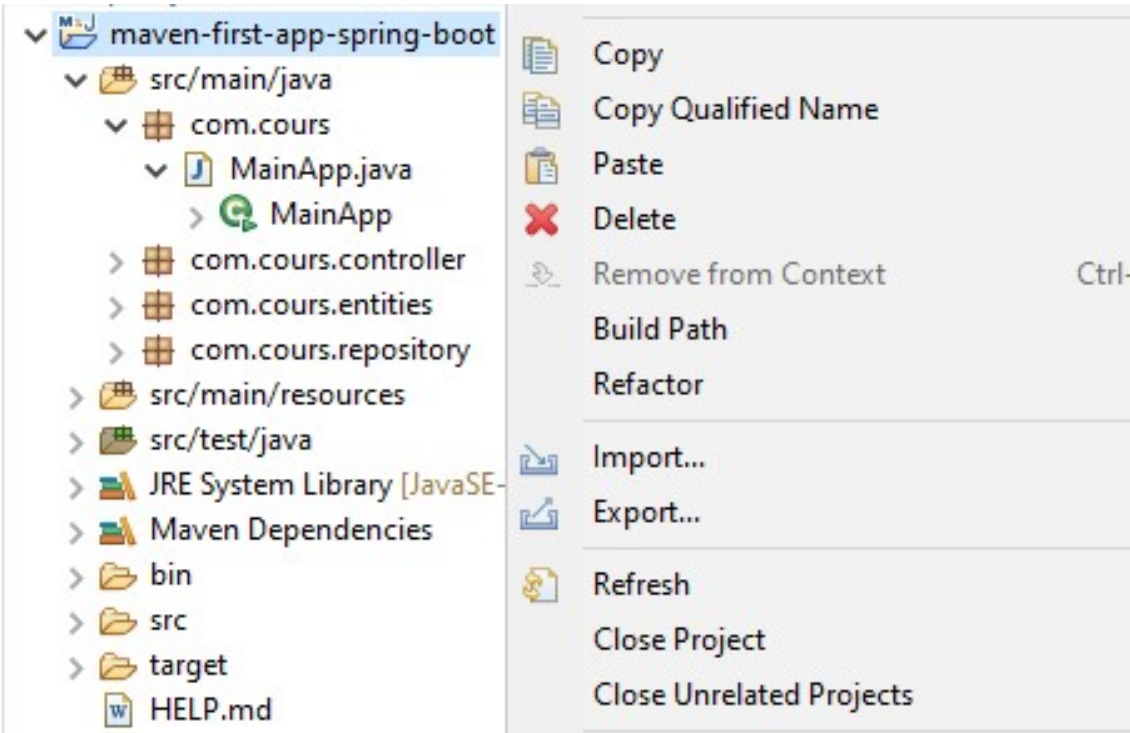 maven-first-app-spring-boot
src/main/java
com.cours
MainApp.java
MainApp
com.cours.controller
com.cours.entities
com.cours.repository
src/main/resources
src/test/java
JRE System Library [JavaSE-
Maven Dependencies
bin
src
target
HELP.md
Copy
Copy Qualified Name
Paste
Delete
Remove from Context Ctrl-
Build Path
Refactor
Import...
Export...
Refresh
Close Project
Close Unrelated Projects